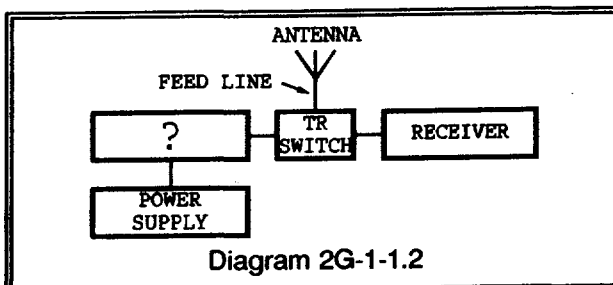 ANTENNA
FEED LINE
?
TR
SWITCH
RECEIVER
POWER
SUPPLY
Diagram 2G-1-1.2